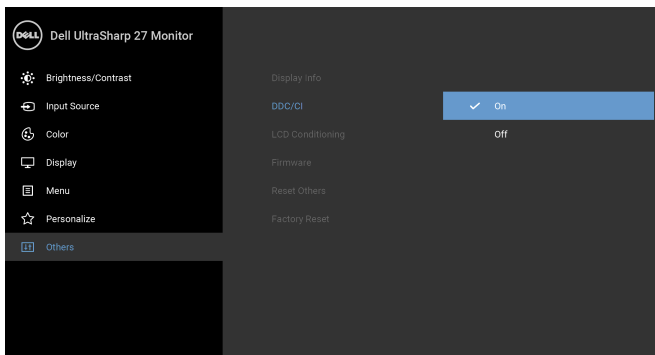 DELL Dell UltraSharp 27 Monitor
Brightness/Contrast Display Info
Input Source DDC/CI On
Color LCD Conditioning Off
Display Firmware
Menu Reset Others
Personalize Factory Reset
Others